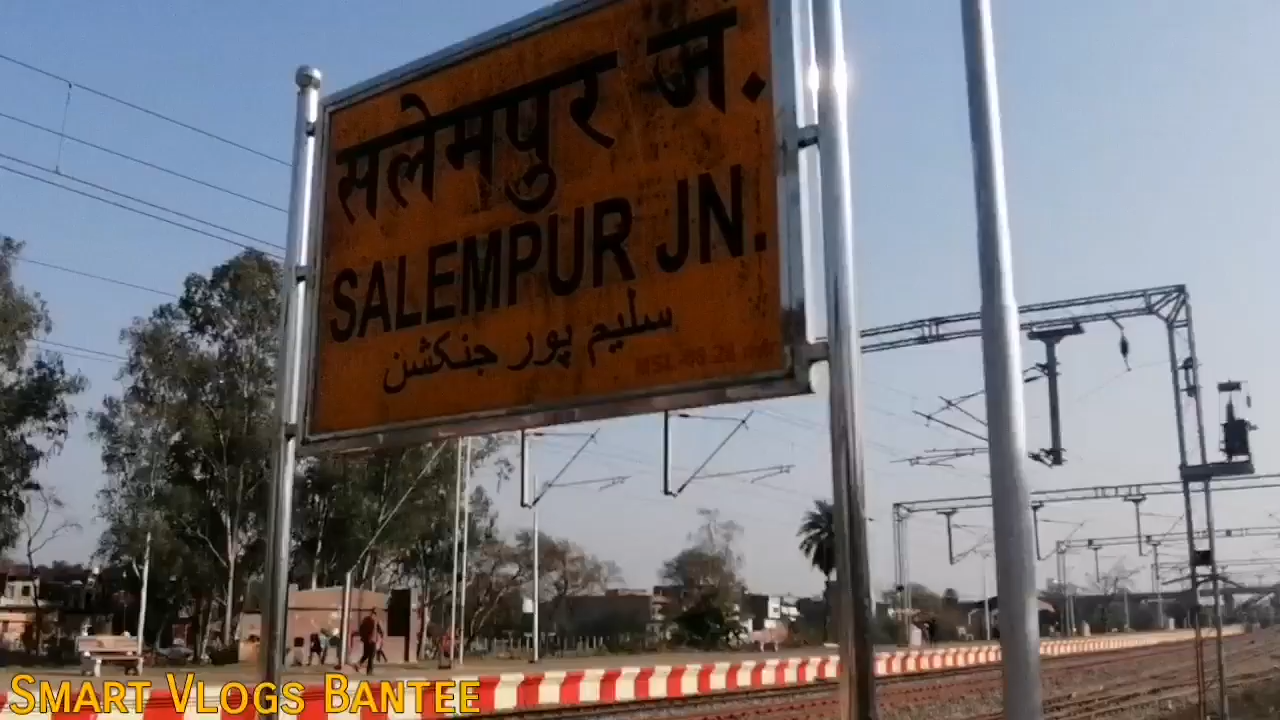 सलेमपुर जं.
SALEMPUR JN.
سلیم پور جنکشن
SMART VLOGS BANTEE